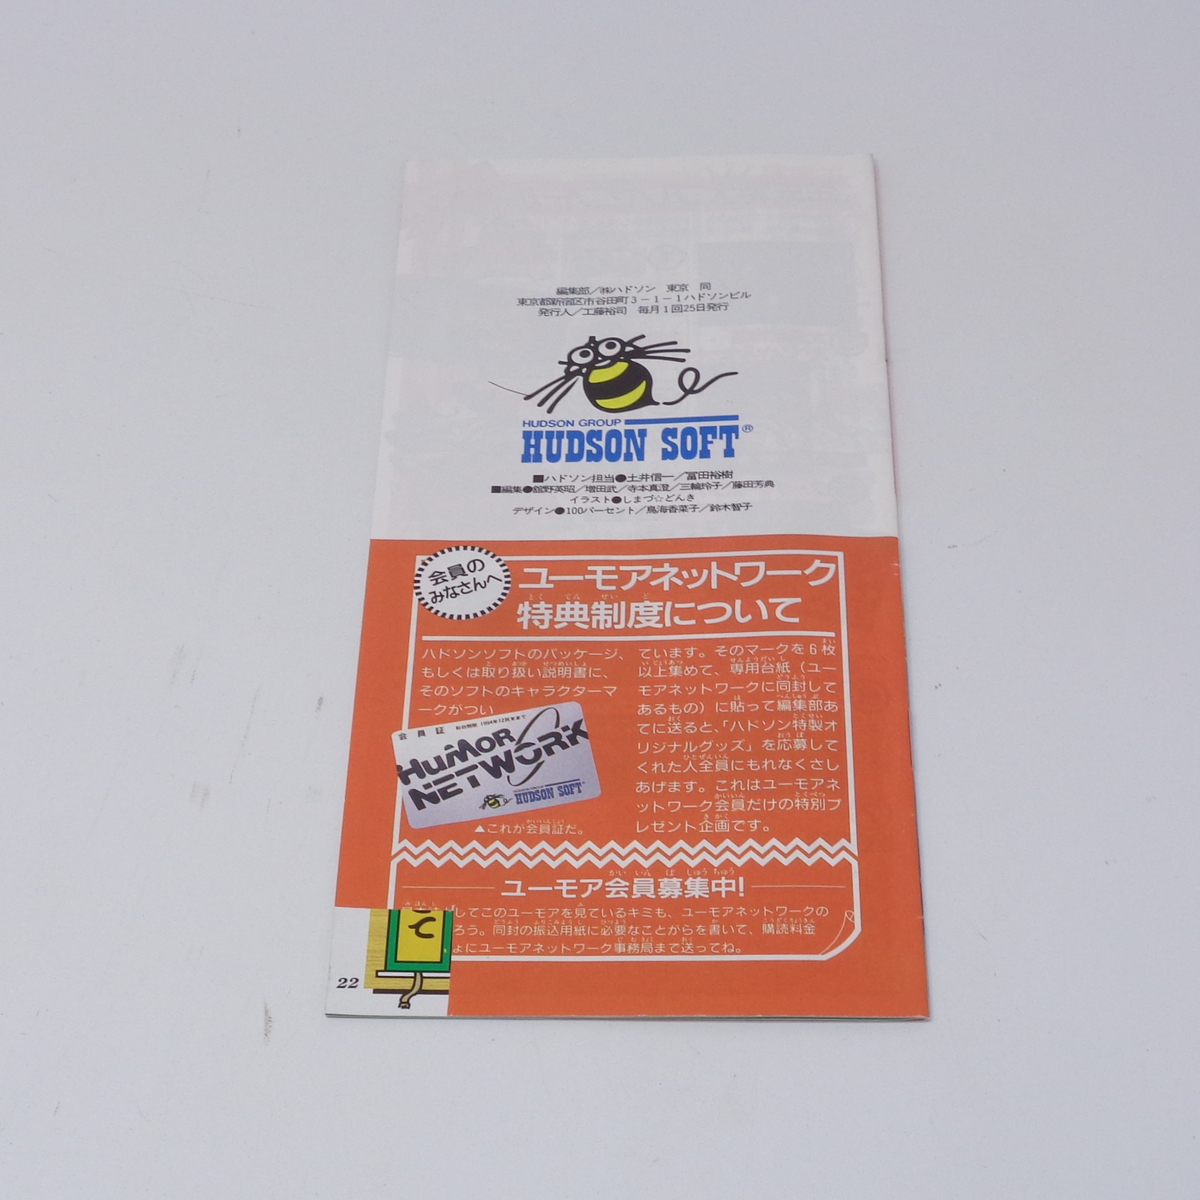 編集部／㈱ハドソン　東京　同
東京都新宿区市谷田町３－１－１ハドソンビル
発行人／工藤裕司　毎月１回25日発行
HUDSON GROUP
HUDSON SOFT®
■ハドソン担当●土井信一／冨田裕樹
■編集●舘野英昭／増田武／寺本真澄／三輪玲子／藤田芳典
イラスト●しまづ☆どんき
デザイン●100パーセント／鳥海香菜子／鈴木智子
会員の
みなさんへ
ユーモアネットワーク
特典制度について
ハドソンソフトのパッケージ、
もしくは取り扱い説明書に、
そのソフトのキャラクターマ
ークがつい
ています。そのマークを6枚
以上集めて、専用台紙（ユー
モアネットワークに同封して
あるもの）に貼って編集部あ
てに送ると、「ハドソン特製オ
リジナルグッズ」を応募して
くれた人全員にもれなくさし
あげます。これはユーモアネ
ットワーク会員だけの特別プ
レゼント企画です。
会員証　有効期間 1994年12月末まで
HuMOR
NETWORK
HUDSON SOFT
▲これが会員証だ。
ユーモア会員募集中!
してこのユーモアを見ているキミも、ユーモアネットワークの
ろう。同封の振込用紙に必要なことがらを書いて、購読料金
ょにユーモアネットワーク事務局まで送ってね。
て
22